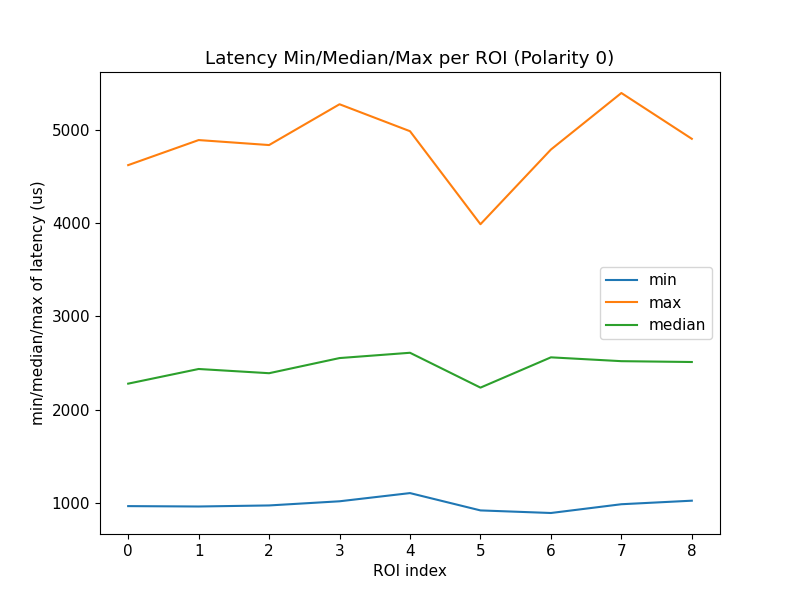 Latency Min/Median/Max per ROI (Polarity 0)
min/median/max of latency (us)
5000
4000
3000
2000
1000
min
max
median
0 1 2 3 4 5 6 7 8
ROI index